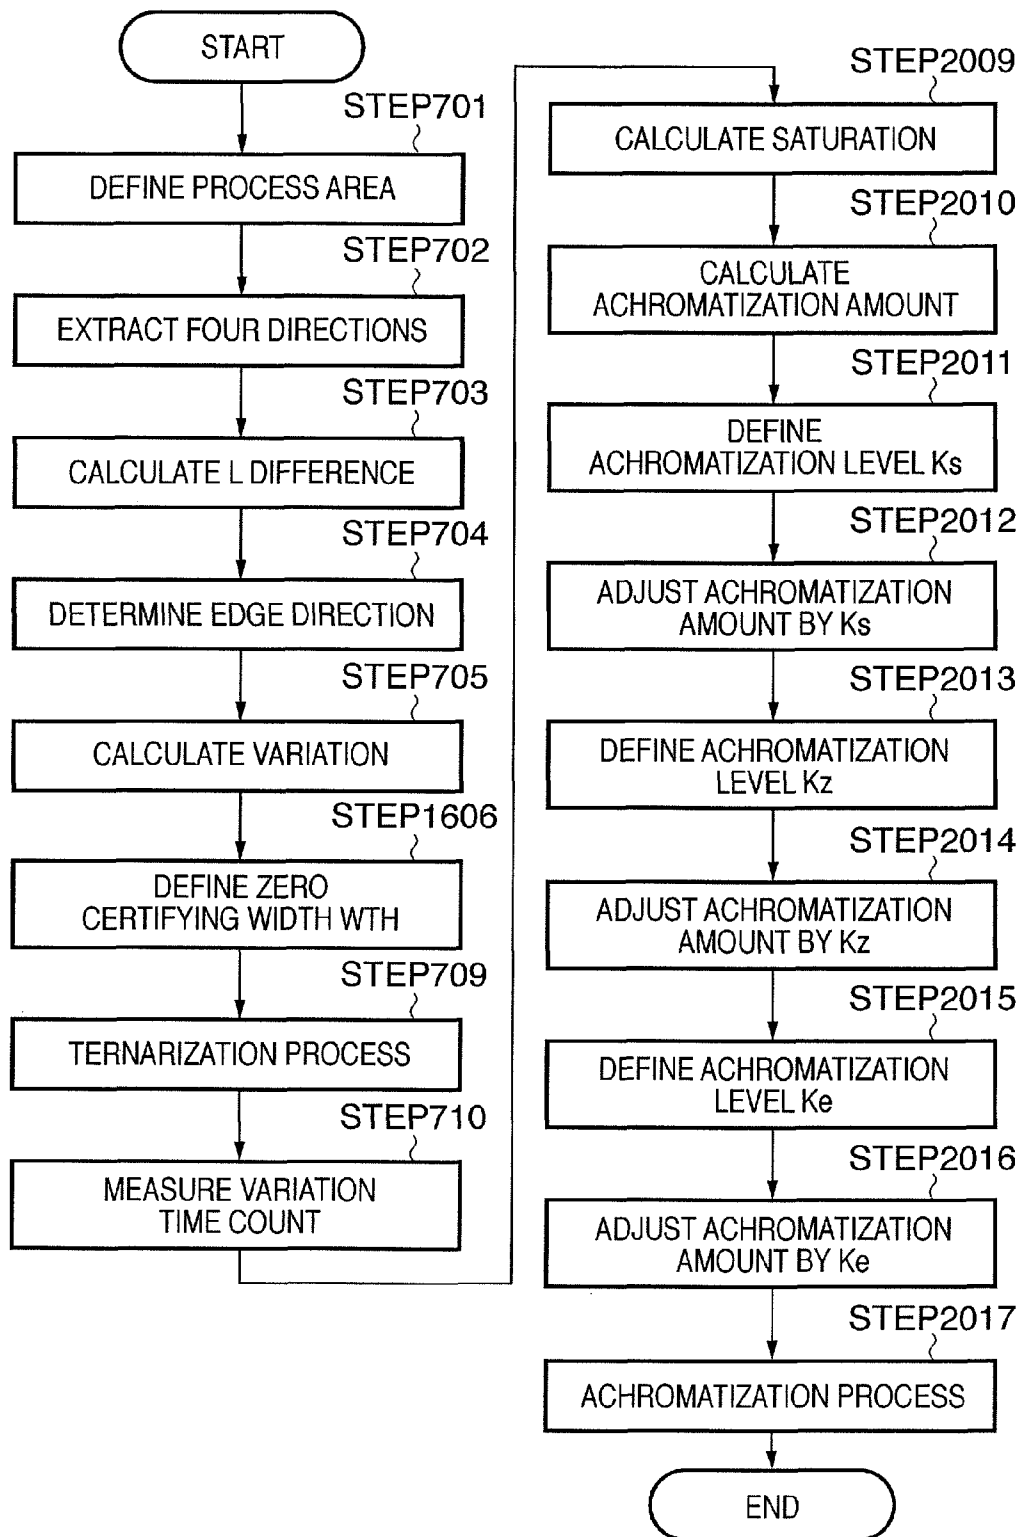 START
STEP701
DEFINE PROCESS AREA
STEP702
EXTRACT FOUR DIRECTIONS
STEP703
CALCULATE L DIFFERENCE
STEP704
DETERMINE EDGE DIRECTION
STEP705
CALCULATE VARIATION
STEP1606
DEFINE ZERO
CERTIFYING WIDTH WTH
STEP709
TERNARIZATION PROCESS
STEP710
MEASURE VARIATION
TIME COUNT
STEP2009
CALCULATE SATURATION
STEP2010
CALCULATE
ACHROMATIZATION AMOUNT
STEP2011
DEFINE
ACHROMATIZATION LEVEL Ks
STEP2012
ADJUST ACHROMATIZATION
AMOUNT BY Ks
STEP2013
DEFINE ACHROMATIZATION
LEVEL Kz
STEP2014
ADJUST ACHROMATIZATION
AMOUNT BY Kz
STEP2015
DEFINE ACHROMATIZATION
LEVEL Ke
STEP2016
ADJUST ACHROMATIZATION
AMOUNT BY Ke
STEP2017
ACHROMATIZATION PROCESS
END